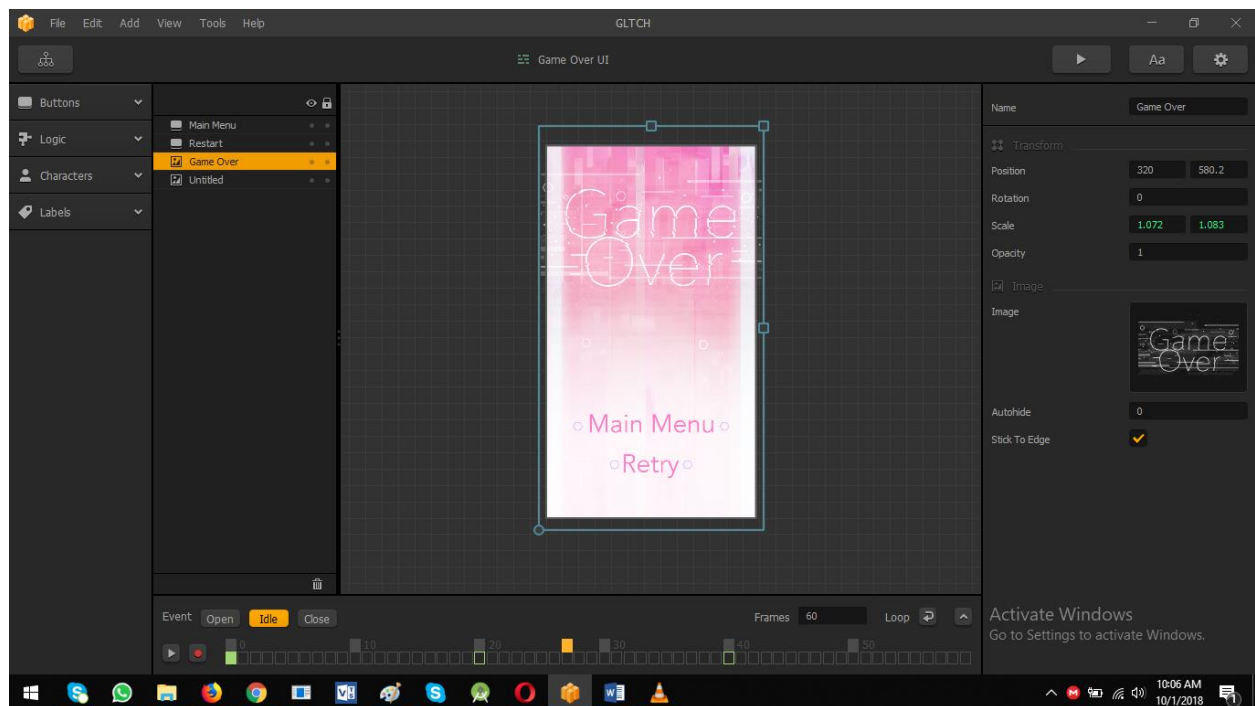 File Edit Add View Tools Help
GLTCH
Game Over UI
Aa
Buttons
Logic
Characters
Labels
Main Menu
Restart
Game Over
Untitled
Game
Over
Main Menu
Retry
Name Game Over
Transform
Position 320 580.2
Rotation 0
Scale 1.072 1.083
Opacity 1
Image
Image
Game
Over
Autohide 0
Stick To Edge
Event Open Idle Close
Frames 60 Loop
0 10 20 30 40 50
Activate Windows
Go to Settings to activate Windows.
10:06 AM
10/1/2018